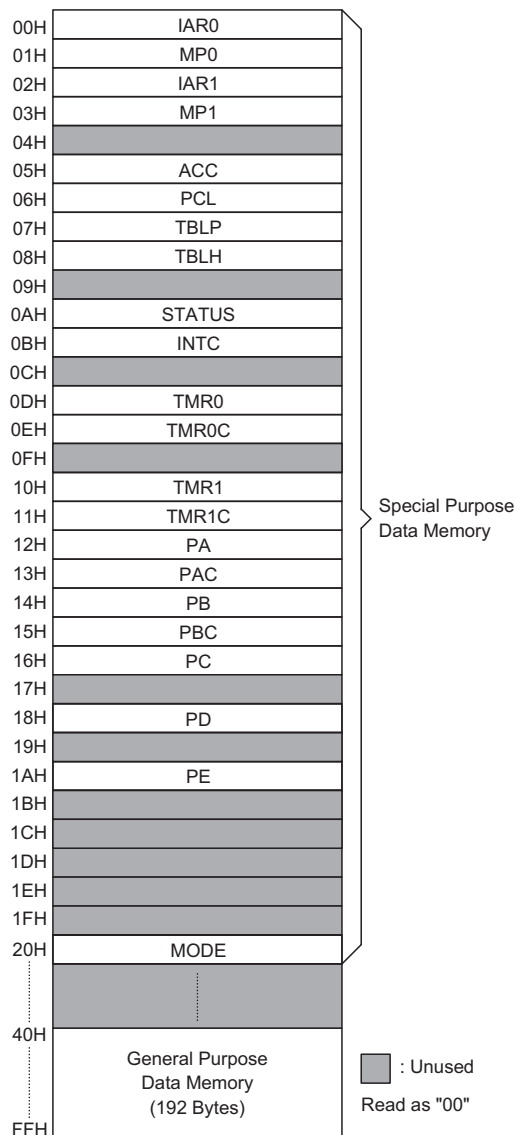 00H IAR0
01H MP0
02H IAR1
03H MP1
04H
05H ACC
06H PCL
07H TBLP
08H TBLH
09H
0AH STATUS
0BH INTC
0CH
0DH TMR0
0EH TMR0C
0FH
10H TMR1
11H TMR1C
12H PA
13H PAC
14H PB
15H PBC
16H PC
17H
18H PD
19H
1AH PE
1BH
1CH
1DH
1EH
1FH
20H MODE
Special Purpose
Data Memory
40H
General Purpose
Data Memory
(192 Bytes)
FFH
: Unused
Read as "00"